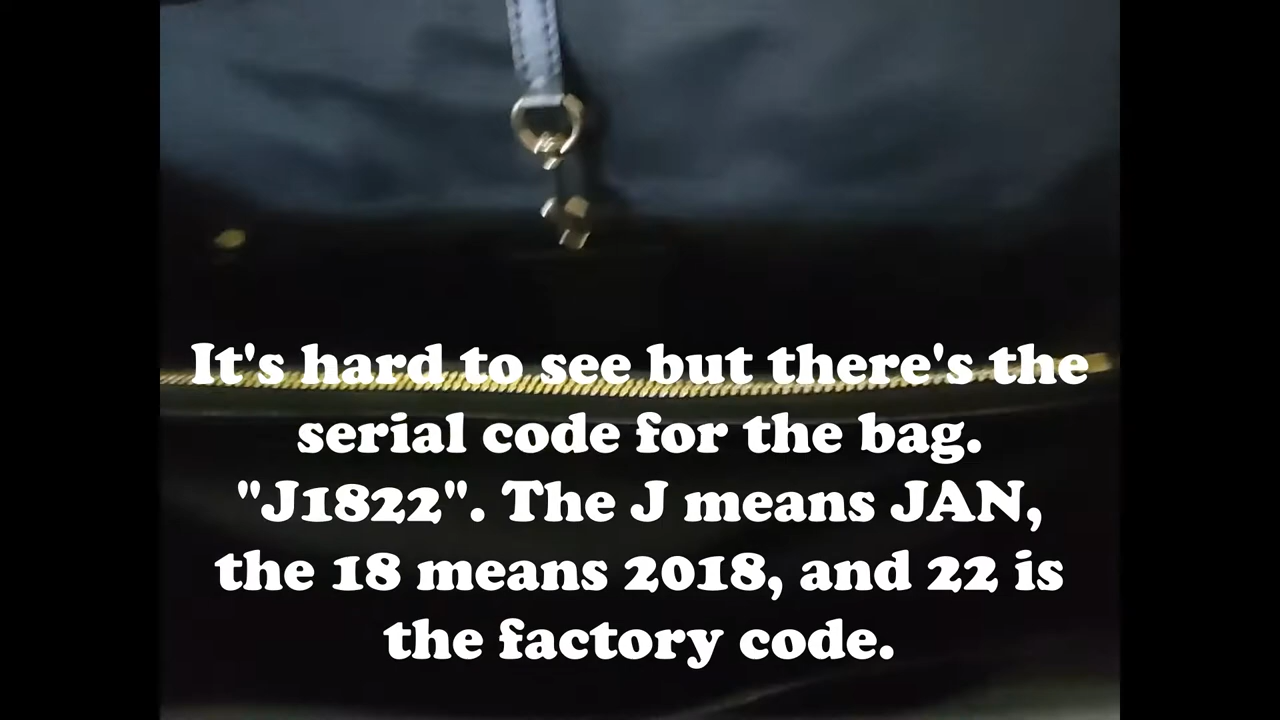 It's hard to see but there's the
serial code for the bag.
"J1822". The J means JAN,
the 18 means 2018, and 22 is
the factory code.